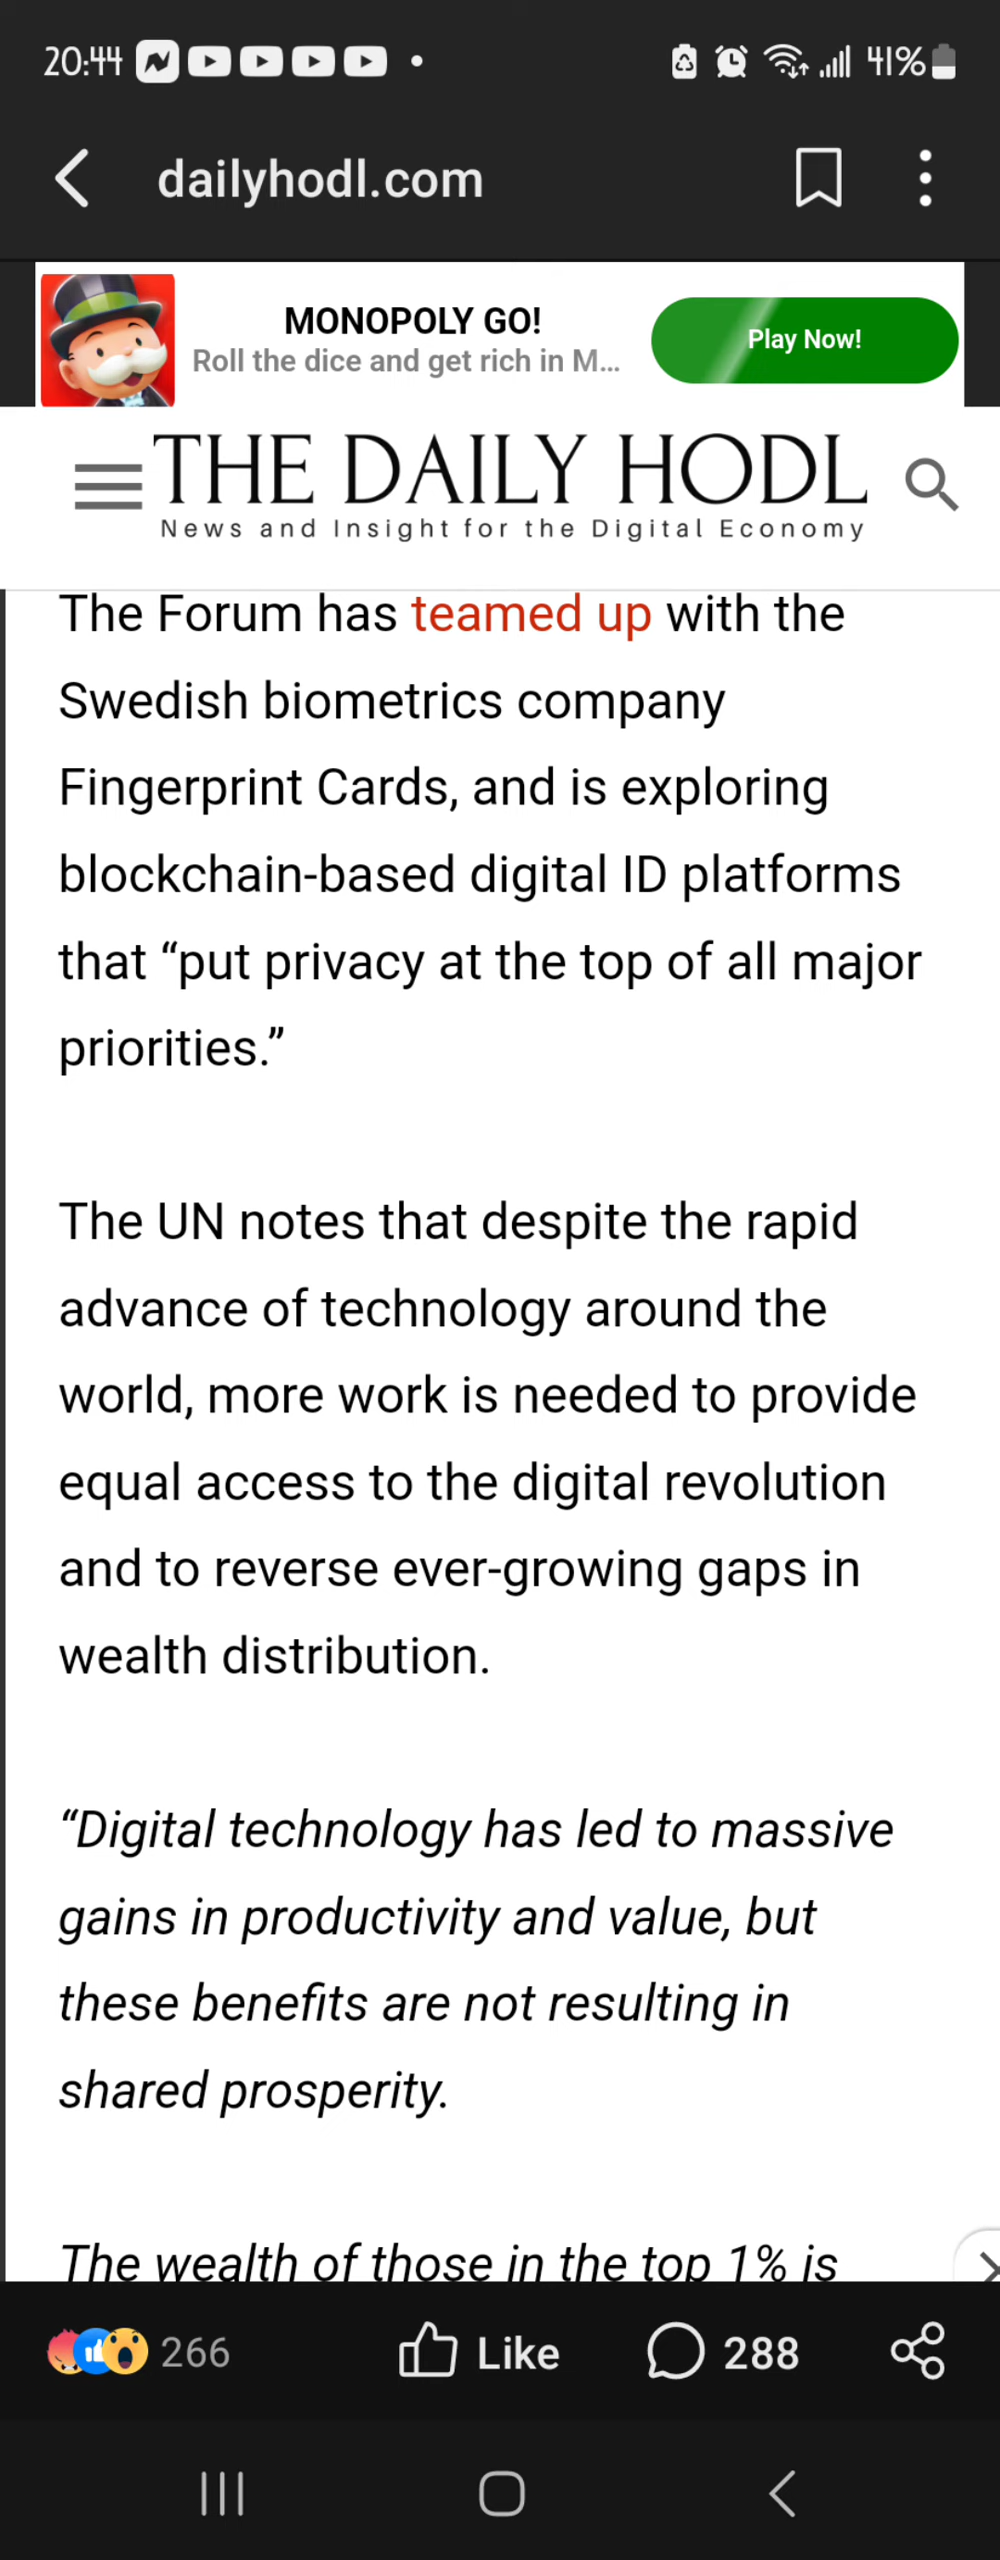 20:44
41%
dailyhodl.com
MONOPOLY GO!
Roll the dice and get rich in M...
Play Now!
THE DAILY HODL
News and Insight for the Digital Economy
The Forum has teamed up with the
Swedish biometrics company
Fingerprint Cards, and is exploring
blockchain-based digital ID platforms
that “put privacy at the top of all major
priorities.”
The UN notes that despite the rapid
advance of technology around the
world, more work is needed to provide
equal access to the digital revolution
and to reverse ever-growing gaps in
wealth distribution.
“Digital technology has led to massive
gains in productivity and value, but
these benefits are not resulting in
shared prosperity.
The wealth of those in the top 1% is
266
Like
288